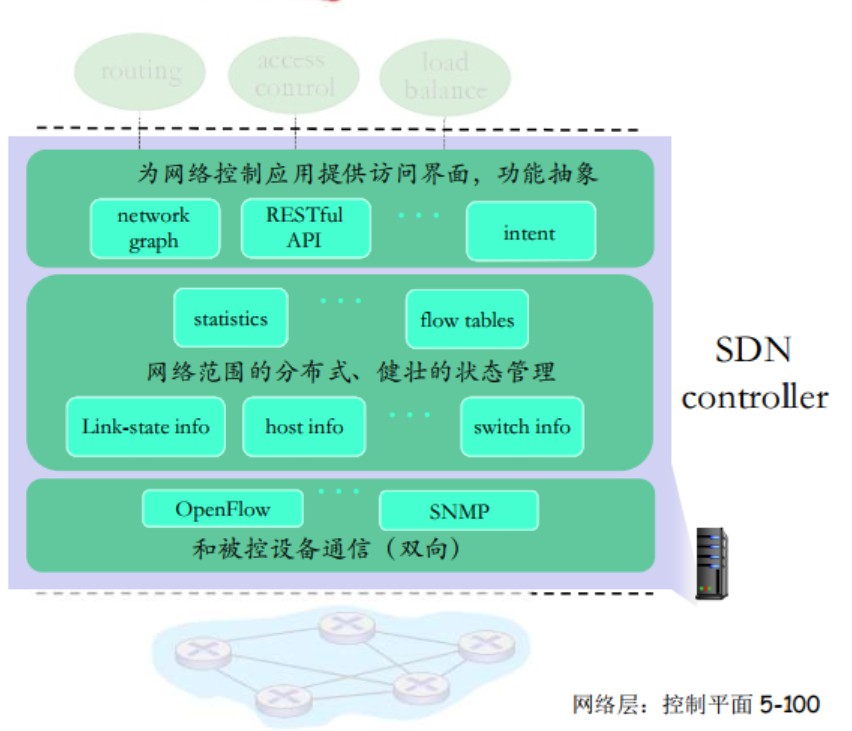 routing
access
control
load
balance
为网络控制应用提供访问界面，功能抽象
network
graph
RESTful
API
intent
statistics
flow tables
网络范围的分布式、健壮的状态管理
Link-state info
host info
switch info
SDN
controller
OpenFlow
SNMP
和被控设备通信（双向）
网络层：控制平面 5-100